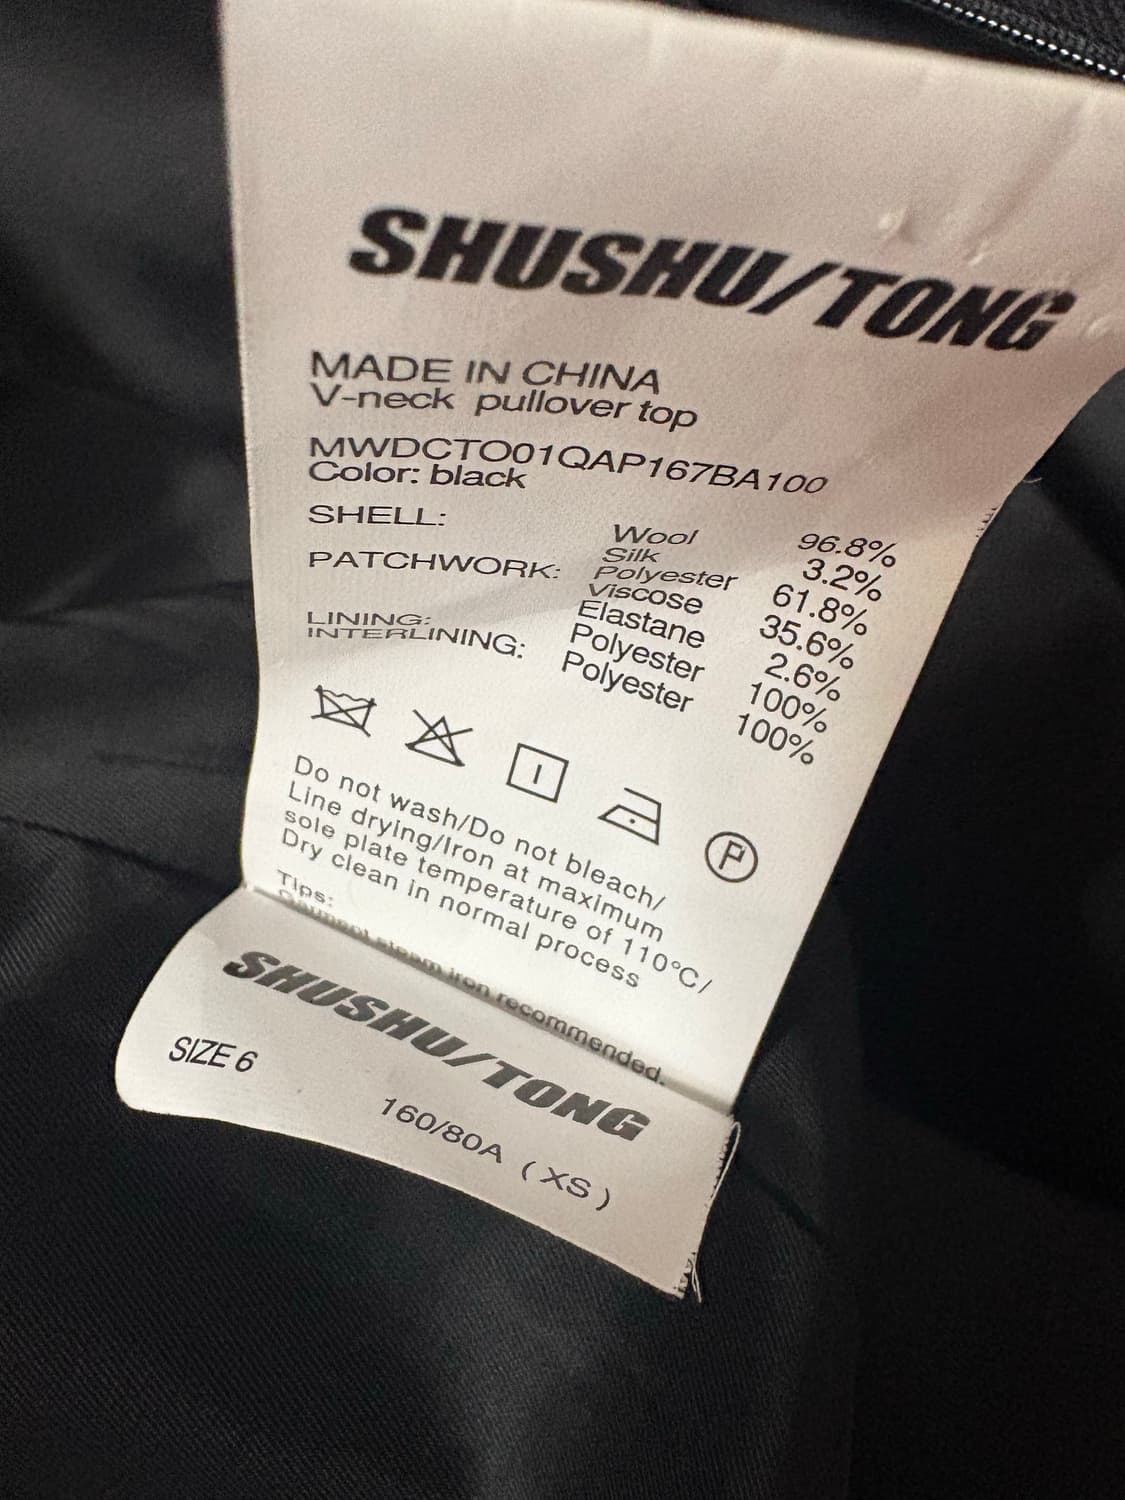 SHUSHU/TONG
MADE IN CHINA
V-neck pullover top
MWDCTO01QAP167BA100
Color: black
SHELL: Wool 96.8%
Silk 3.2%
PATCHWORK: Polyester 61.8%
Viscose 35.6%
Elastane 2.6%
LINING: Polyester 100%
INTERLINING: Polyester 100%
P
Do not wash/Do not bleach/
Line drying/Iron at maximum
sole plate temperature of 110°C/
Dry clean in normal process
Tips:
Garment steam iron recommended.
SHUSHU/TONG
SIZE 6
160/80A (XS)